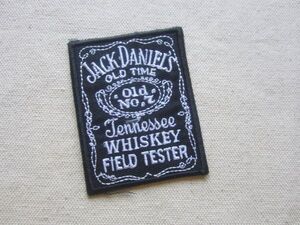 JACK DANIEL'S
OLD TIME
Old
No. 7
Tennessee
WHISKEY
FIELD TESTER